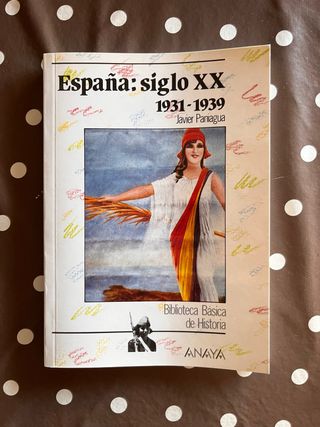 España: siglo XX
1931-1939
Javier Paniagua
Biblioteca Básica
de Historia
ANAYA